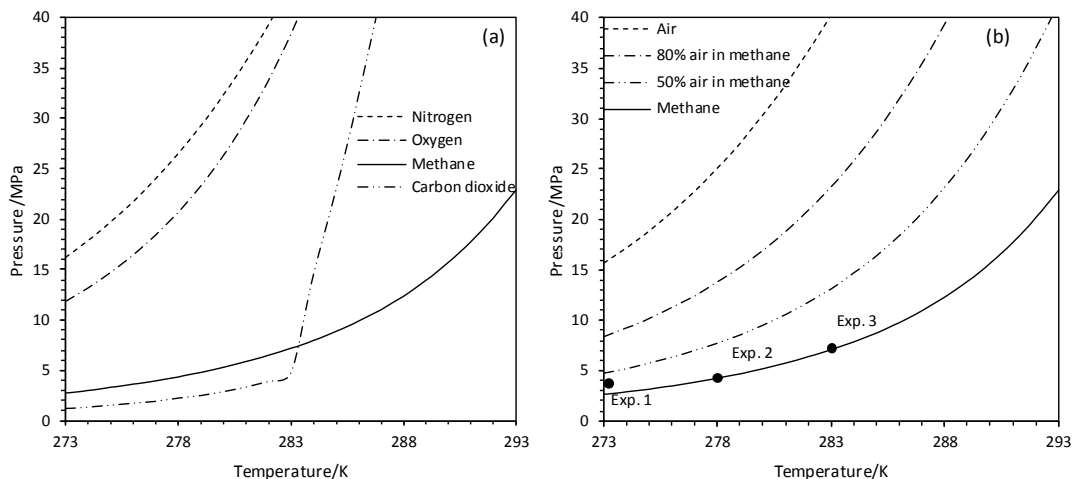 (a)
40
35
30
25
20
15
10
5
0
Pressure /MPa
Nitrogen
Oxygen
Methane
Carbon dioxide
273 278 283 288 293
Temperature/K
(b)
40
35
30
25
20
15
10
5
0
Pressure /MPa
Air
80% air in methane
50% air in methane
Methane
Exp. 3
Exp. 2
Exp. 1
273 278 283 288 293
Temperature/K